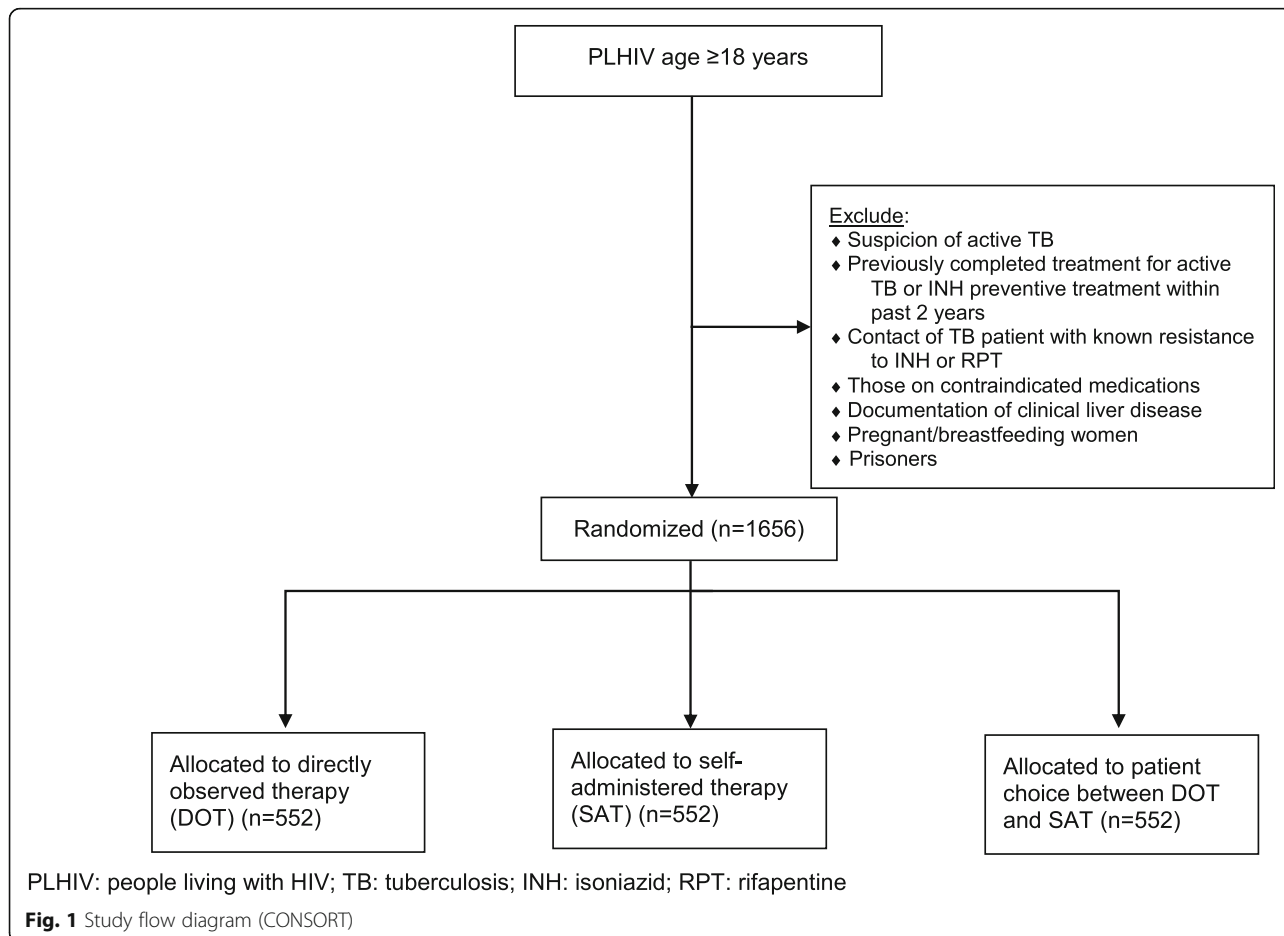 PLHIV age ≥18 years
Exclude:
♦ Suspicion of active TB
♦ Previously completed treatment for active
TB or INH preventive treatment within
past 2 years
♦ Contact of TB patient with known resistance
to INH or RPT
♦ Those on contraindicated medications
♦ Documentation of clinical liver disease
♦ Pregnant/breastfeeding women
♦ Prisoners
Randomized (n=1656)
Allocated to directly
observed therapy
(DOT) (n=552)
Allocated to self-
administered therapy
(SAT) (n=552)
Allocated to patient
choice between DOT
and SAT (n=552)
PLHIV: people living with HIV; TB: tuberculosis; INH: isoniazid; RPT: rifapentine
Fig. 1 Study flow diagram (CONSORT)